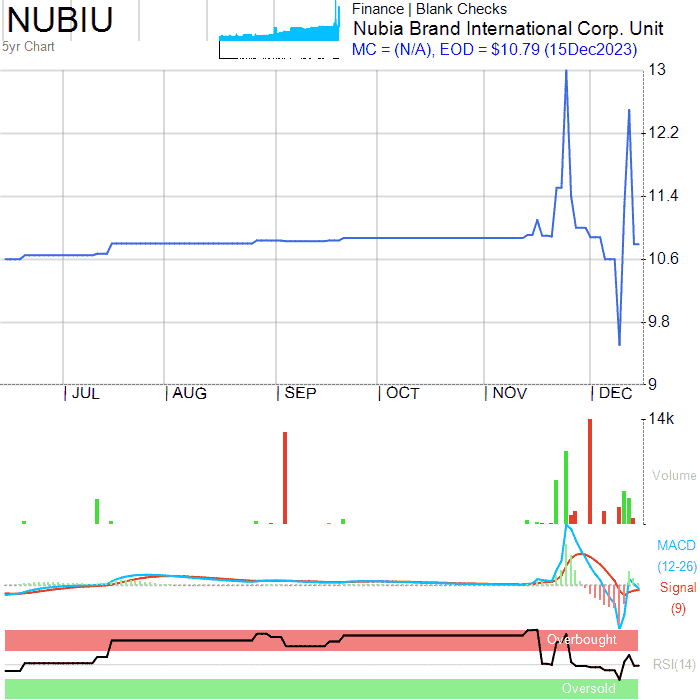 NUBIU
5yr Chart
Finance | Blank Checks
Nubia Brand International Corp. Unit
MC = (N/A), EOD = $10.79 (15Dec2023)
13
12.2
11.4
10.6
9.8
9
| JUL | AUG | SEP | OCT | NOV | DEC
14k
Volume
MACD
(12-26)
Signal
(9)
Overbought
RSI(14)
Oversold